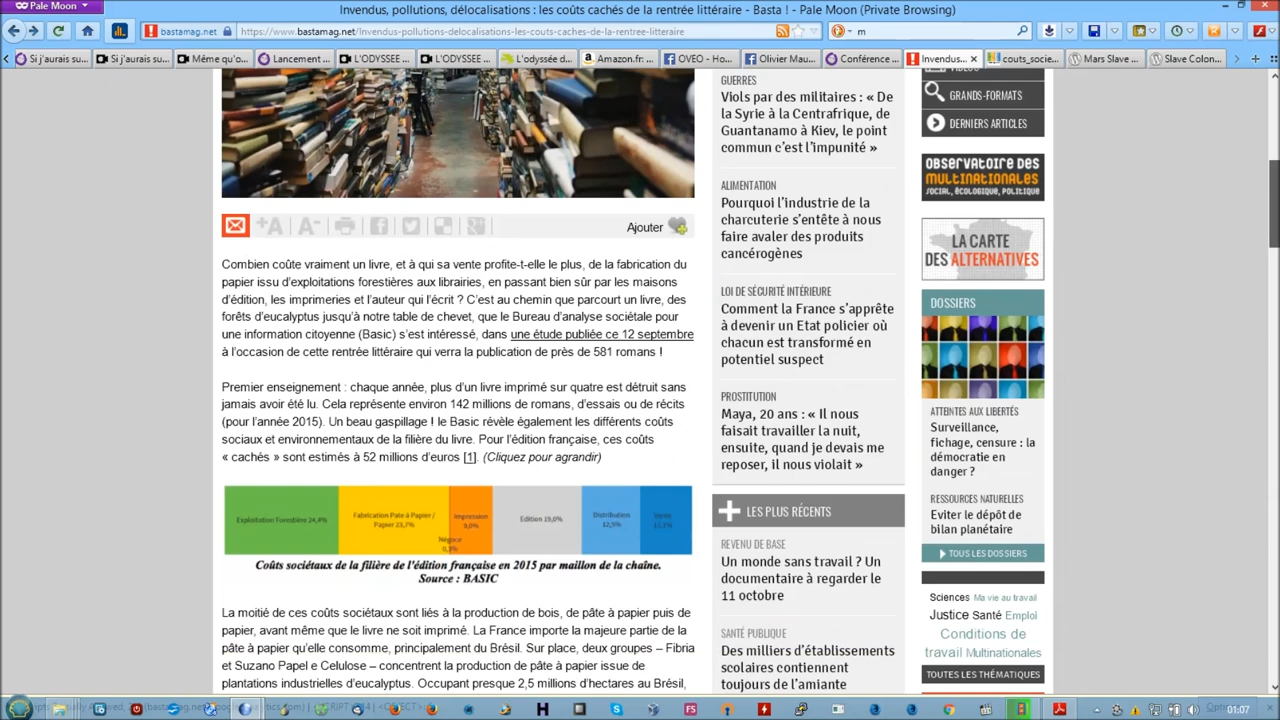 Pale Moon
Invendus, pollutions, délocalisations : les coûts cachés de la rentrée littéraire - Basta ! - Pale Moon (Private Browsing)
bastamag.net
https://www.bastamag.net/Invendus-pollutions-delocalisations-les-couts-caches-de-la-rentree-litteraire
m
Si j'aurais su...
Si j'aurais su...
Même qu'o...
Lancement ...
L'ODYSSEE ...
L'ODYSSEE ...
L'odyssée d...
Amazon.fr: ...
OVEO - Ho...
Olivier Mau...
Conférence ...
Invendus...
couts_socie...
Mars Slave ...
Slave Colon...
Ajouter
Combien coûte vraiment un livre, et à qui sa vente profite-t-elle le plus, de la fabrication du
papier issu d'exploitations forestières aux librairies, en passant bien sûr par les maisons
d'édition, les imprimeries et l'auteur qui l'écrit ? C'est au chemin que parcourt un livre, des
forêts d'eucalyptus jusqu'à notre table de chevet, que le Bureau d'analyse sociétale pour
une information citoyenne (Basic) s'est intéressé, dans une étude publiée ce 12 septembre
à l'occasion de cette rentrée littéraire qui verra la publication de près de 581 romans !
Premier enseignement : chaque année, plus d'un livre imprimé sur quatre est détruit sans
jamais avoir été lu. Cela représente environ 142 millions de romans, d'essais ou de récits
(pour l'année 2015). Un beau gaspillage ! le Basic révèle également les différents coûts
sociaux et environnementaux de la filière du livre. Pour l'édition française, ces coûts
« cachés » sont estimés à 52 millions d'euros [1]. (Cliquez pour agrandir)
Exploitation Forestière 24,4%
Fabrication Pate à Papier /
Papier 23,7%
Négoce
0,3%
Impression
9,0%
Edition 19,0%
Distribution
12,5%
Vente
Coûts sociétaux de la filière de l'édition française en 2015 par maillon de la chaîne.
Source : BASIC
La moitié de ces coûts sociétaux sont liés à la production de bois, de pâte à papier puis de
papier, avant même que le livre ne soit imprimé. La France importe la majeure partie de la
pâte à papier qu'elle consomme, principalement du Brésil. Sur place, deux groupes – Fibria
et Suzano Papel e Celulose – concentrent la production de pâte à papier issue de
plantations industrielles d'eucalyptus. Occupant presque 2,5 millions d'hectares au Brésil,
GUERRES
Viols par des militaires : « De
la Syrie à la Centrafrique, de
Guantanamo à Kiev, le point
commun c'est l'impunité »
ALIMENTATION
Pourquoi l'industrie de la
charcuterie s'entête à nous
faire avaler des produits
cancérogènes
LOI DE SÉCURITÉ INTÉRIEURE
Comment la France s'apprête
à devenir un Etat policier où
chacun est transformé en
potentiel suspect
PROSTITUTION
Maya, 20 ans : « Il nous
faisait travailler la nuit,
ensuite, quand je devais me
reposer, il nous violait »
LES PLUS RÉCENTS
REVENU DE BASE
Un monde sans travail ? Un
documentaire à regarder le
11 octobre
SANTÉ PUBLIQUE
Des milliers d'établissements
scolaires contiennent
toujours de l'amiante
GRANDS-FORMATS
DERNIERS ARTICLES
OBSERVATOIRE DES
MULTINATIONALES
SOCIAL, ÉCOLOGIQUE, POLITIQUE
LA CARTE
DES ALTERNATIVES
DOSSIERS
ATTEINTES AUX LIBERTÉS
Surveillance,
fichage, censure : la
démocratie en
danger ?
RESSOURCES NATURELLES
Eviter le dépôt de
bilan planétaire
TOUS LES DOSSIERS
Sciences Ma vie au travail
Justice Santé Emploi
Conditions de
travail Multinationales
TOUTES LES THÉMATIQUES
01:07